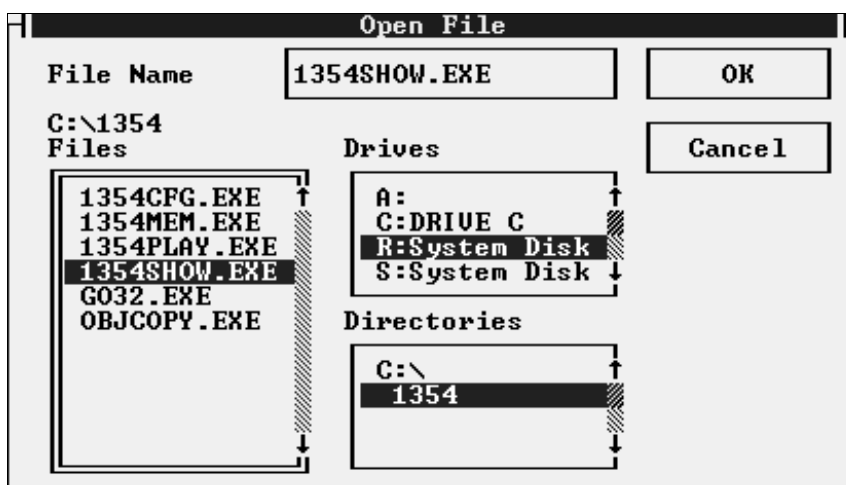 Open File
File Name
1354SHOW.EXE
OK
C:\1354
Files
Drives
Cancel
1354CFG.EXE
1354MEM.EXE
1354PLAY.EXE
1354SHOW.EXE
GO32.EXE
OBJCOPY.EXE
A:
C:DRIVE C
R:System Disk
S:System Disk
Directories
C:\
1354